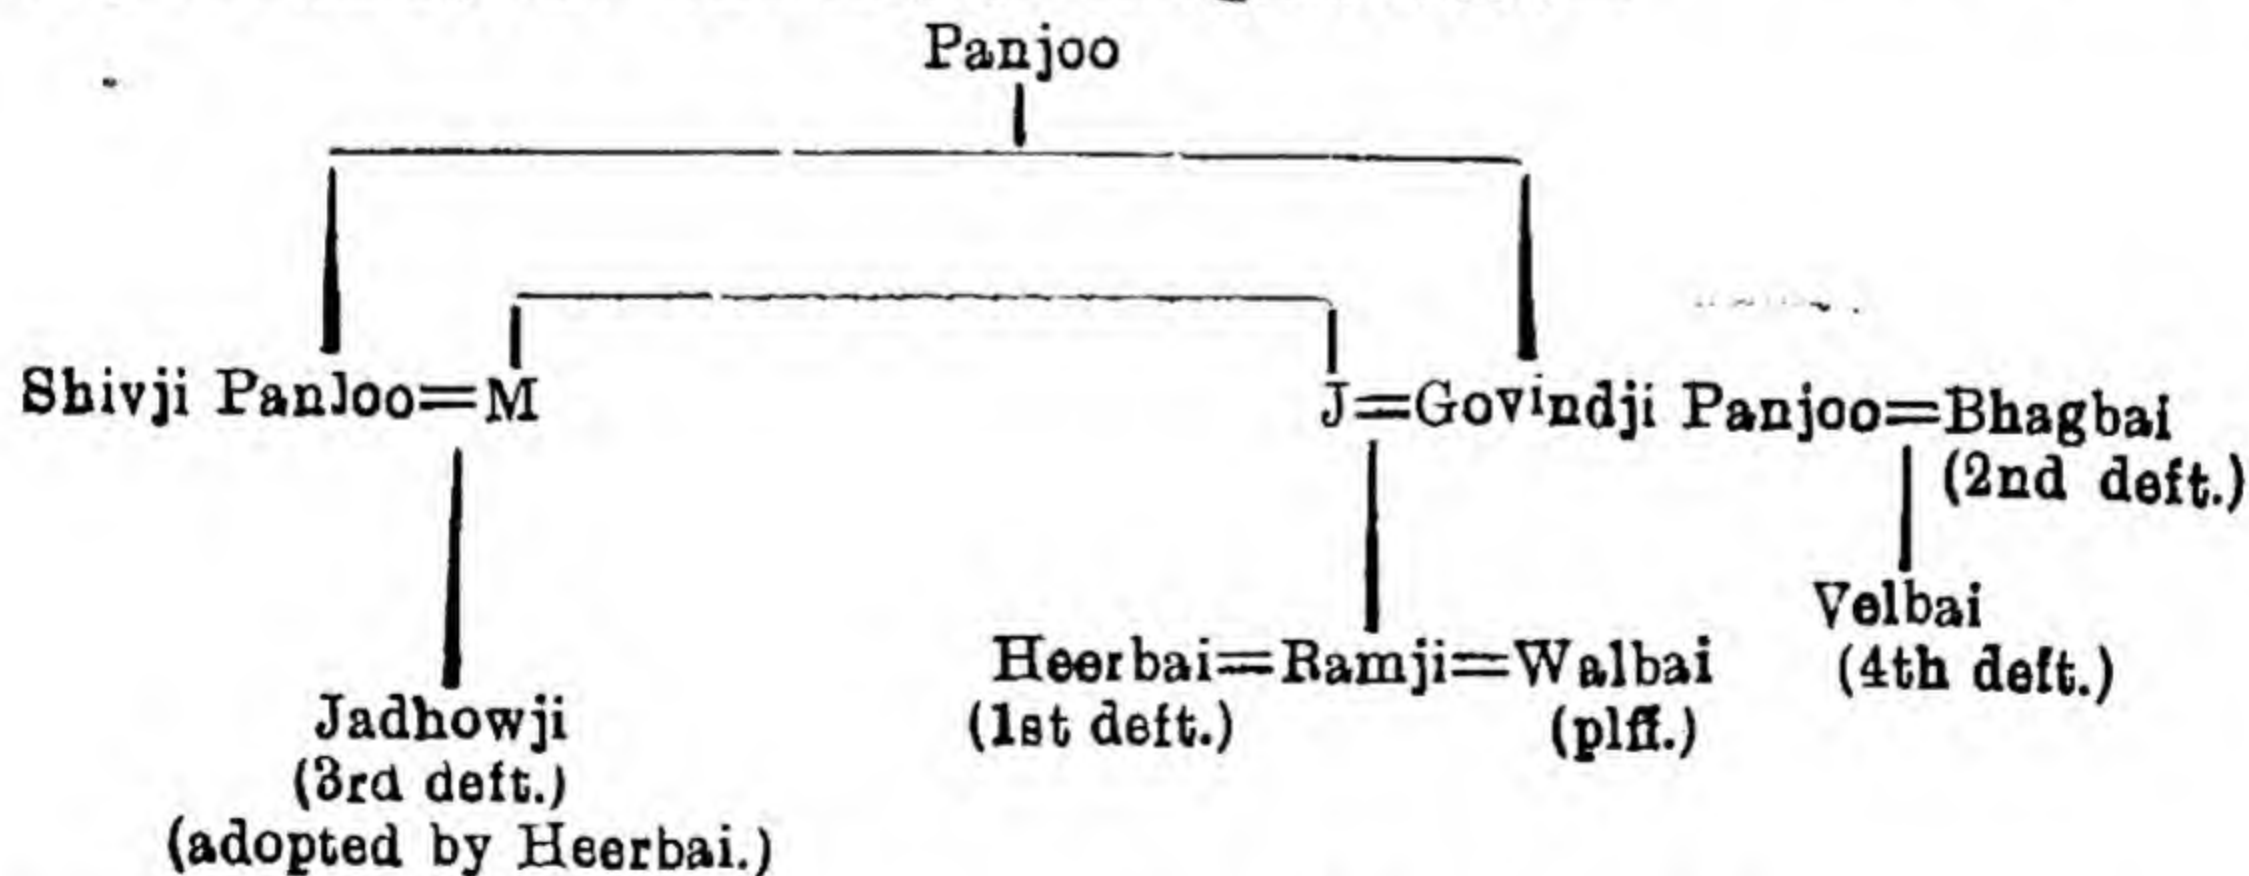 Panjoo
Shivji Panjoo=M
J=Govindji Panjoo=Bhagbai
(2nd deft.)
Velbai
(4th deft.)
Heerbai=Ramji=Walbai
(1st deft.)
(plff.)
Jadhowji
(3rd deft.)
(adopted by Heerbai.)